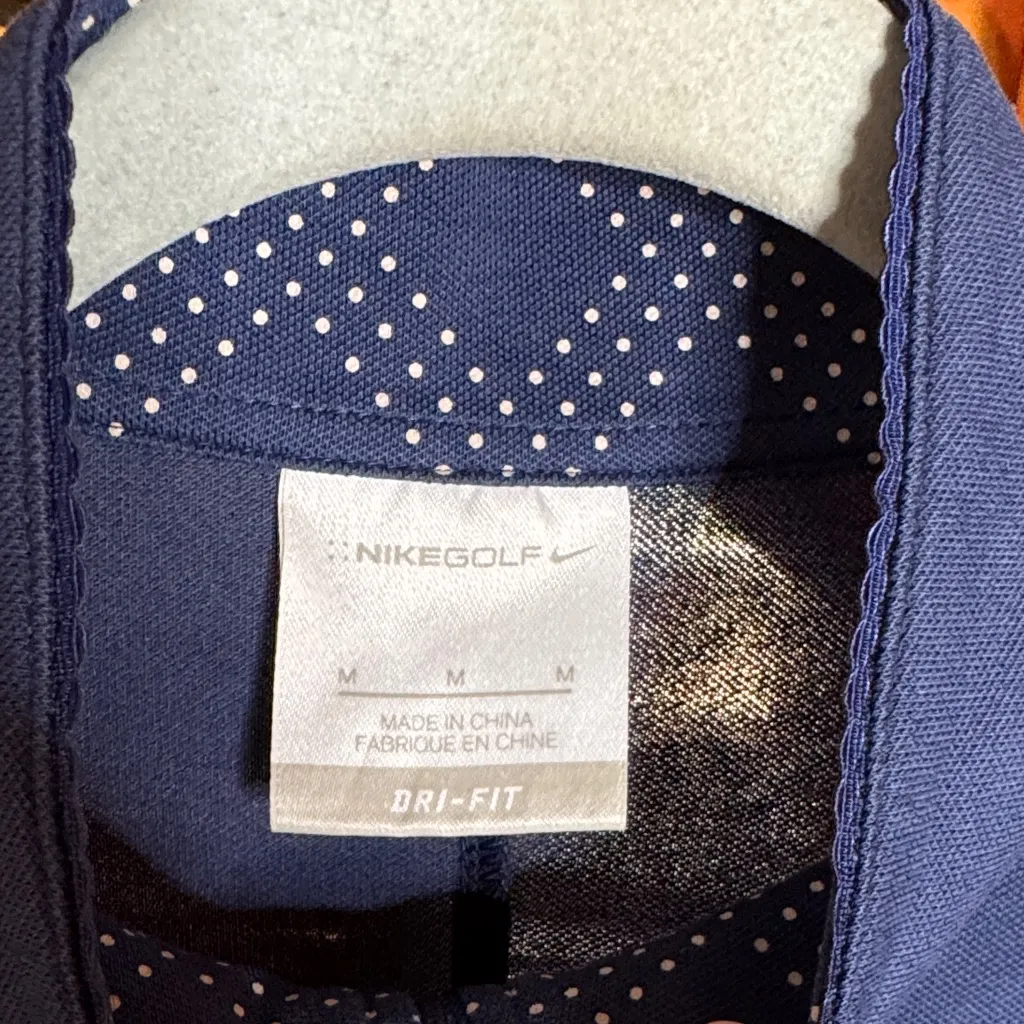 NIKEGOLF
M M M
MADE IN CHINA
FABRIQUE EN CHINE
DRI-FIT